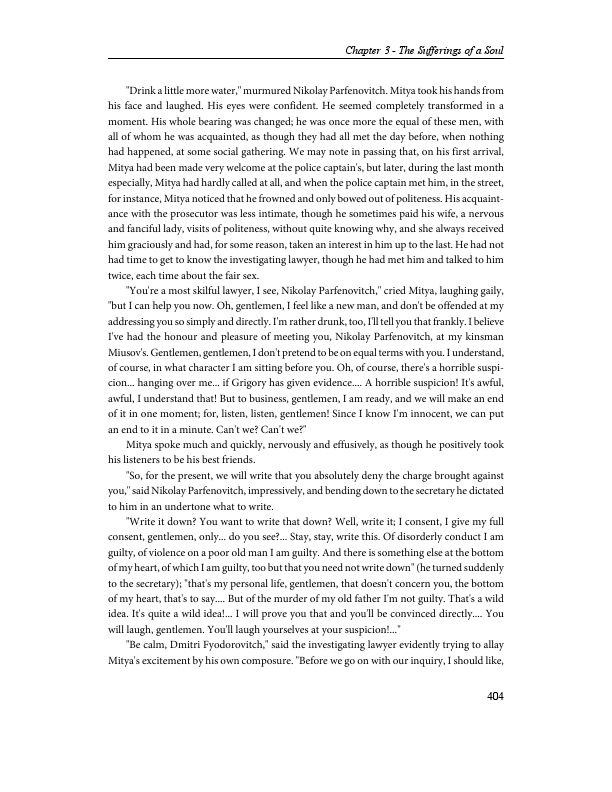 Chapter 3 - The Sufferings of a Soul
"Drink a little more water," murmured Nikolay Parfenovitch. Mitya took his hands from
his face and laughed. His eyes were confident. He seemed completely transformed in a
moment. His whole bearing was changed; he was once more the equal of these men, with
all of whom he was acquainted, as though they had all met the day before, when nothing
had happened, at some social gathering. We may note in passing that, on his first arrival,
Mitya had been made very welcome at the police captain's, but later, during the last month
especially, Mitya had hardly called at all, and when the police captain met him, in the street,
for instance, Mitya noticed that he frowned and only bowed out of politeness. His acquaint-
ance with the prosecutor was less intimate, though he sometimes paid his wife, a nervous
and fanciful lady, visits of politeness, without quite knowing why, and she always received
him graciously and had, for some reason, taken an interest in him up to the last. He had not
had time to get to know the investigating lawyer, though he had met him and talked to him
twice, each time about the fair sex.
"You're a most skilful lawyer, I see, Nikolay Parfenovitch," cried Mitya, laughing gaily,
"but I can help you now. Oh, gentlemen, I feel like a new man, and don't be offended at my
addressing you so simply and directly. I'm rather drunk, too, I'll tell you that frankly. I believe
I've had the honour and pleasure of meeting you, Nikolay Parfenovitch, at my kinsman
Miusov's. Gentlemen, gentlemen, I don't pretend to be on equal terms with you. I understand,
of course, in what character I am sitting before you. Oh, of course, there's a horrible suspi-
cion... hanging over me... if Grigory has given evidence.... A horrible suspicion! It's awful,
awful, I understand that! But to business, gentlemen, I am ready, and we will make an end
of it in one moment; for, listen, listen, gentlemen! Since I know I'm innocent, we can put
an end to it in a minute. Can't we? Can't we?"
Mitya spoke much and quickly, nervously and effusively, as though he positively took
his listeners to be his best friends.
"So, for the present, we will write that you absolutely deny the charge brought against
you," said Nikolay Parfenovitch, impressively, and bending down to the secretary he dictated
to him in an undertone what to write.
"Write it down? You want to write that down? Well, write it; I consent, I give my full
consent, gentlemen, only... do you see?... Stay, stay, write this. Of disorderly conduct I am
guilty, of violence on a poor old man I am guilty. And there is something else at the bottom
of my heart, of which I am guilty, too but that you need not write down" (he turned suddenly
to the secretary); "that's my personal life, gentlemen, that doesn't concern you, the bottom
of my heart, that's to say.... But of the murder of my old father I'm not guilty. That's a wild
idea. It's quite a wild idea!... I will prove you that and you'll be convinced directly.... You
will laugh, gentlemen. You'll laugh yourselves at your suspicion!..."
"Be calm, Dmitri Fyodorovitch," said the investigating lawyer evidently trying to allay
Mitya's excitement by his own composure. "Before we go on with our inquiry, I should like,
404